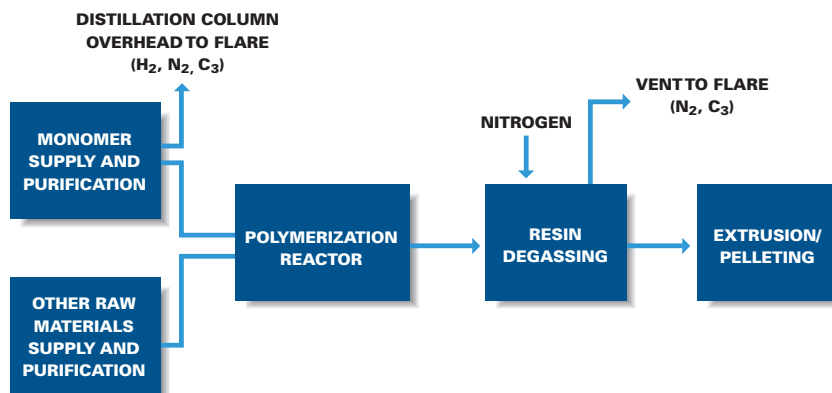 DISTILLATION COLUMN
OVERHEAD TO FLARE
(H₂, N₂, C₃)
MONOMER
SUPPLY AND
PURIFICATION
OTHER RAW
MATERIALS
SUPPLY AND
PURIFICATION
POLYMERIZATION
REACTOR
NITROGEN
RESIN
DEGASSING
VENT TO FLARE
(N₂, C₃)
EXTRUSION/
PELLETING